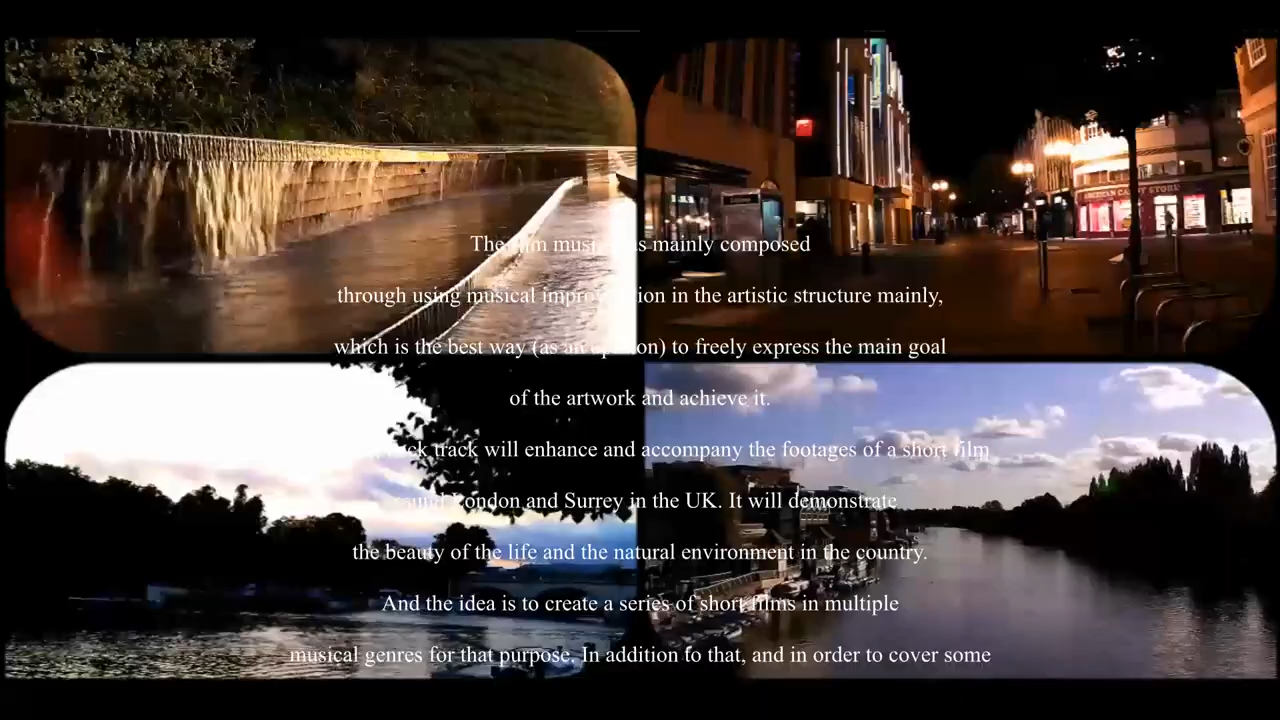 The film music is mainly composed
through using musical improvisation in the artistic structure mainly,
which is the best way (as an opinion) to freely express the main goal
of the artwork and achieve it.
track will enhance and accompany the footages of a short film
London and Surrey in the UK. It will demonstrate
the beauty of the life and the natural environment in the country.
And the idea is to create a series of short films in multiple
musical genres for that purpose. In addition to that, and in order to cover some
AMERICAN CANDY STORE